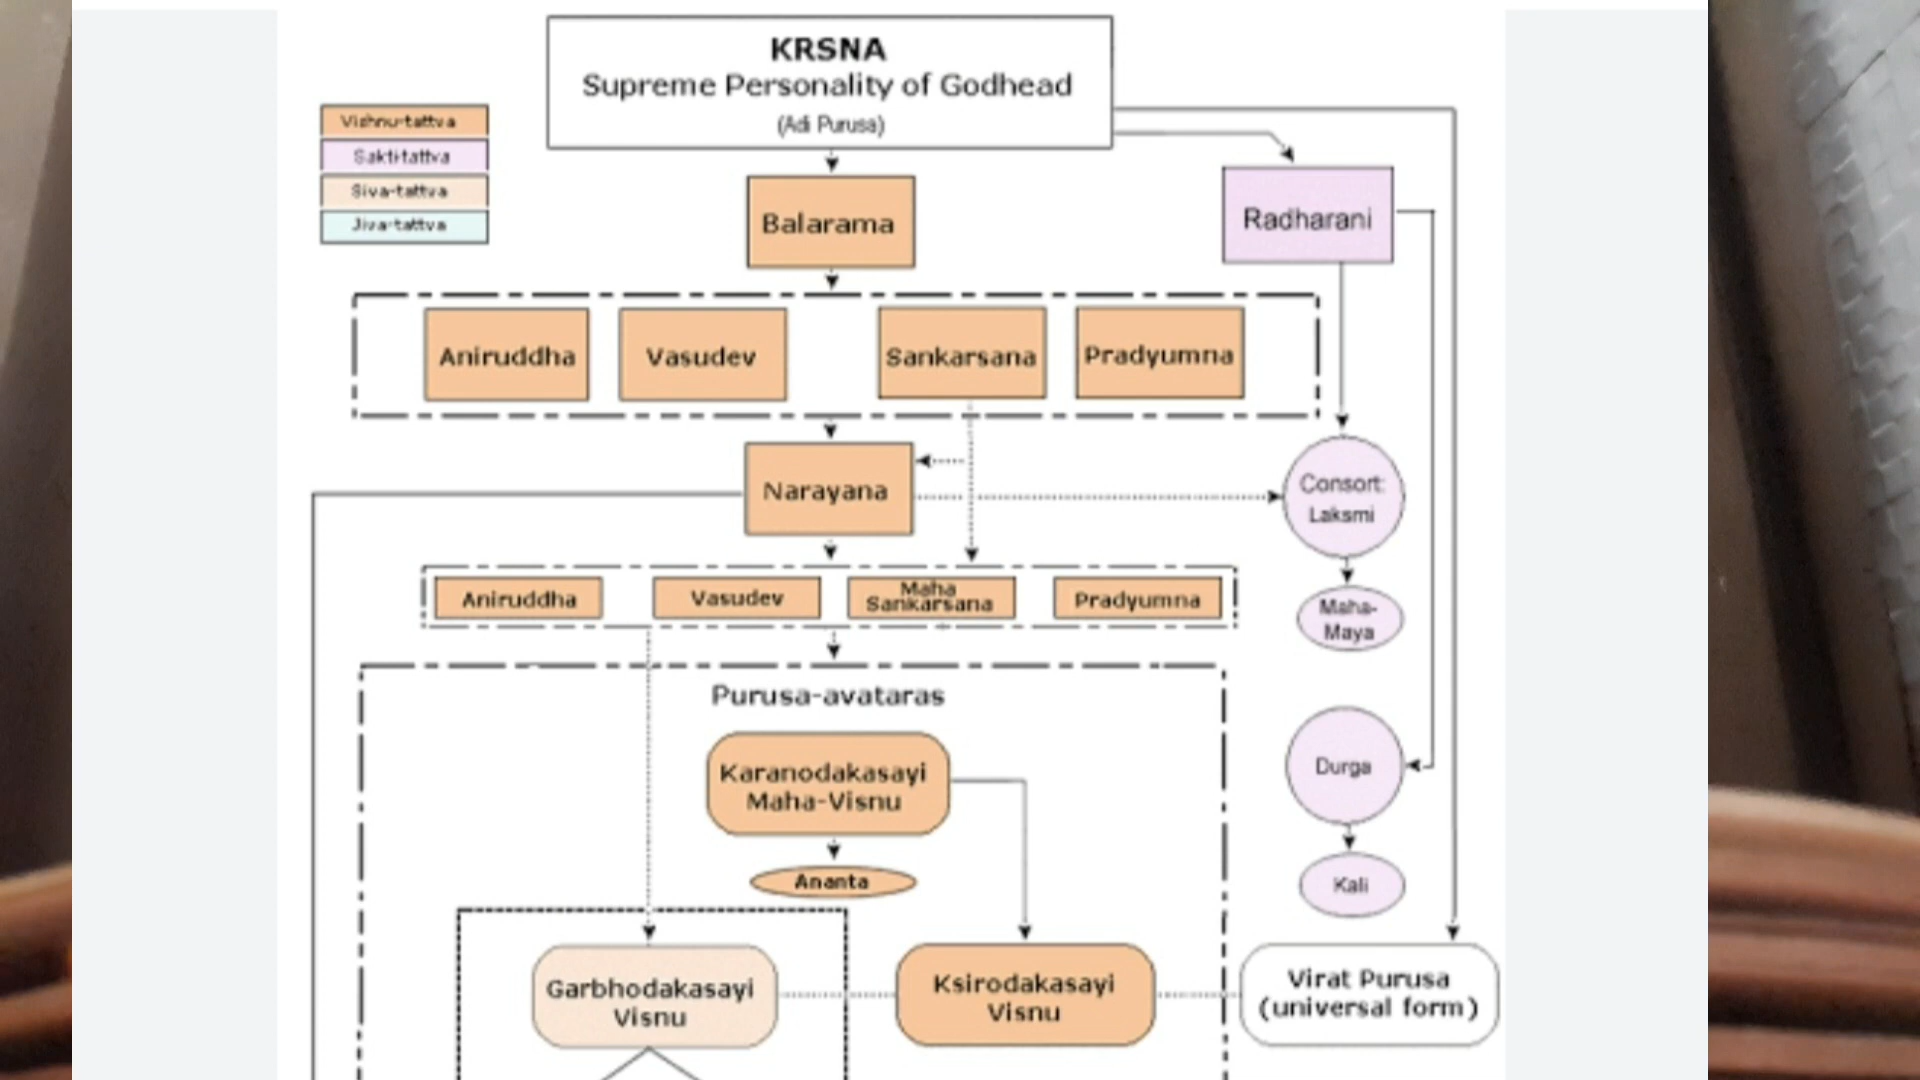 KRSNA
Supreme Personality of Godhead
(Adi Purusa)
Vishnu-tattva
Sakti-tattva
Siva-tattva
Jiva-tattva
Balarama
Radharani
Aniruddha
Vasudev
Sankarsana
Pradyumna
Narayana
Consort:
Laksmi
Aniruddha
Vasudev
Maha
Sankarsana
Pradyumna
Maha-
Maya
Purusa-avataras
Karanodakasayi
Maha-Visnu
Durga
Ananta
Kali
Garbhodakasayi
Visnu
Ksirodakasayi
Visnu
Virat Purusa
(universal form)